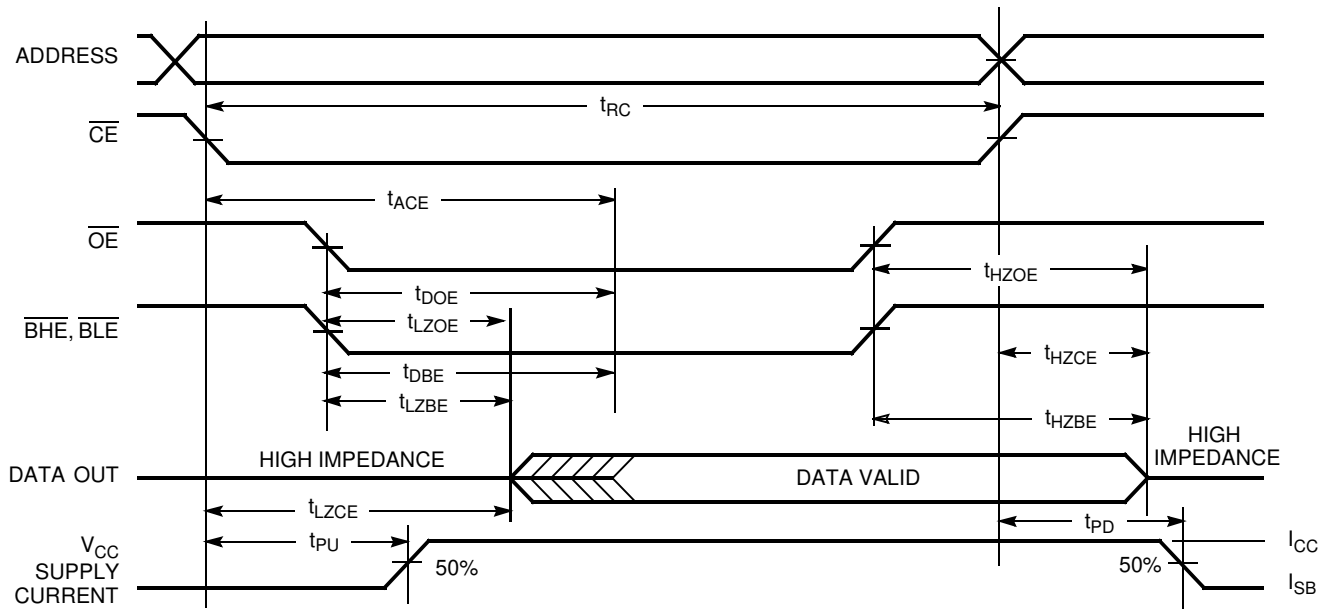 ADDRESS
tRC
CE
tACE
OE
tHZOE
tDOE
BHE, BLE
tLZOE
tHZCE
tDBE
tLZBE
tHZBE
HIGH
IMPEDANCE
HIGH IMPEDANCE
DATA OUT
DATA VALID
tLZCE
tPD
tPU
VCC
SUPPLY
CURRENT
50%
50%
ICC
ISB